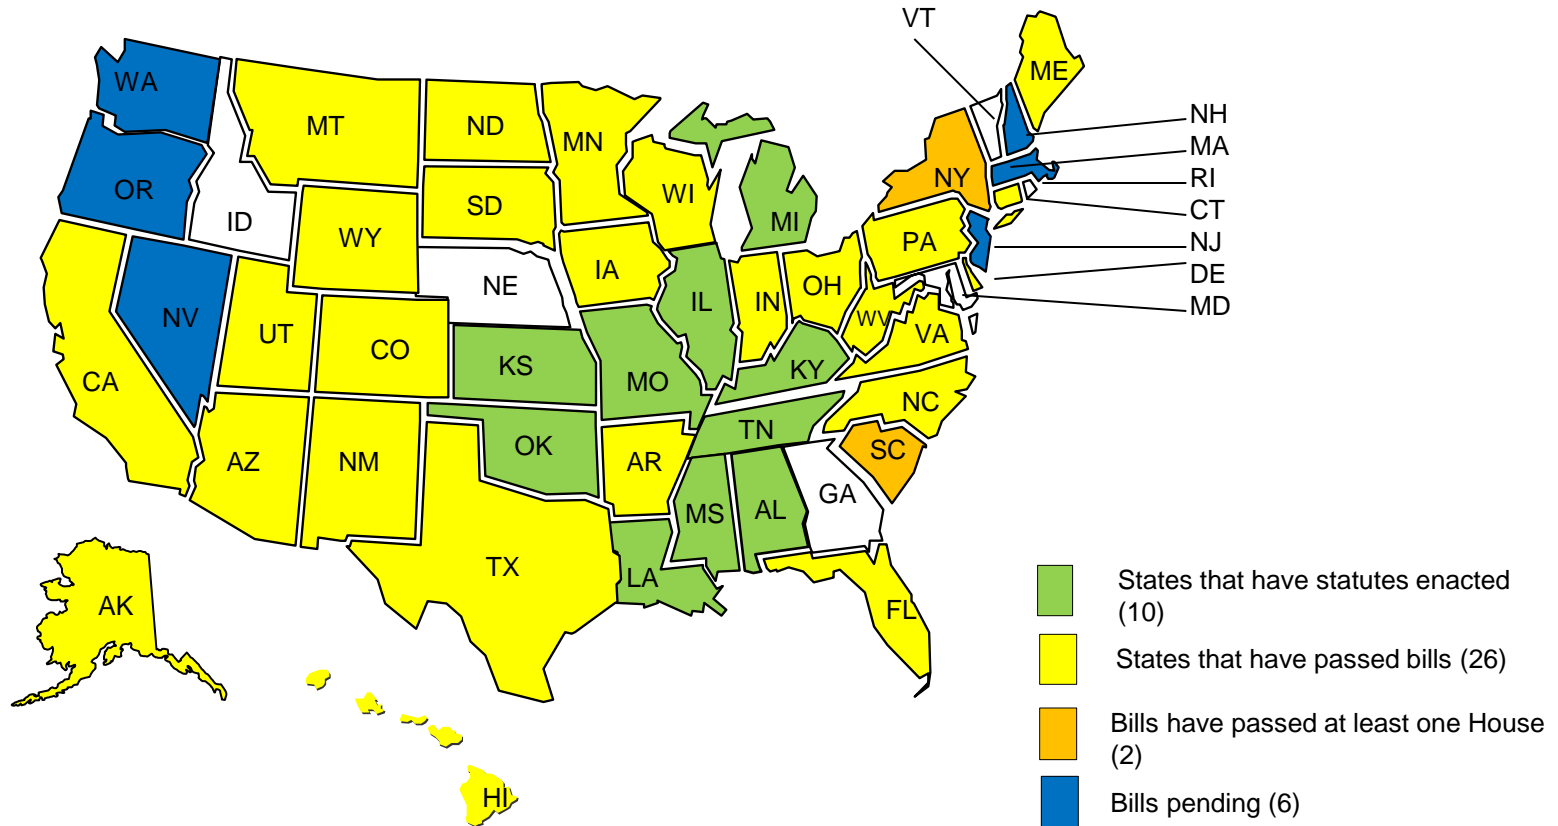 VT
ME
WA
NH
MT
ND
MN
MA
OR
NY
RI
WI
SD
ID
CT
MI
WY
PA
NJ
IA
DE
NE
OH
IL
IN
MD
NV
WV
UT
VA
CO
KS
KY
CA
MO
NC
TN
OK
SC
AZ
NM
AR
GA
MS
AL
TX
LA
States that have statutes enacted
(10)
AK
FL
States that have passed bills (26)
Bills have passed at least one House
(2)
HI
Bills pending (6)